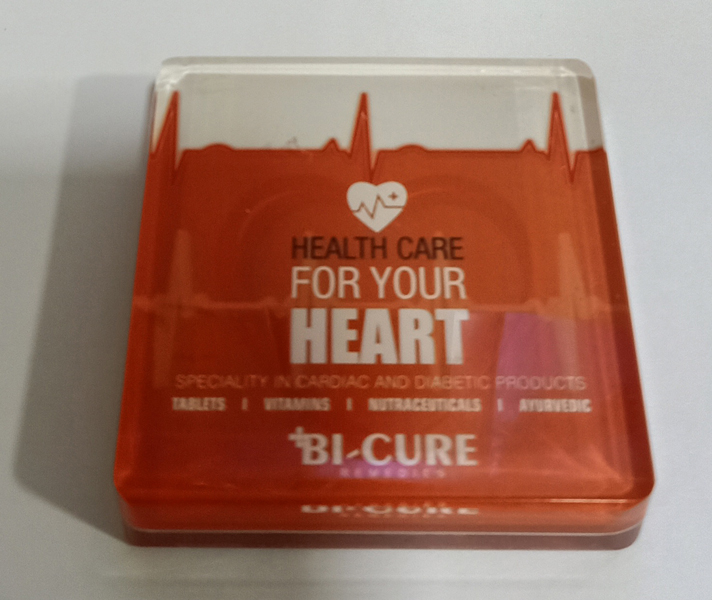 HEALTH CARE
FOR YOUR
HEART
SPECIALITY IN CARDIAC AND DIABETIC PRODUCTS
TABLETS I VITAMINS I NUTRACEUTICALS I AYURVEDIC
BI-CURE
REMEDIES